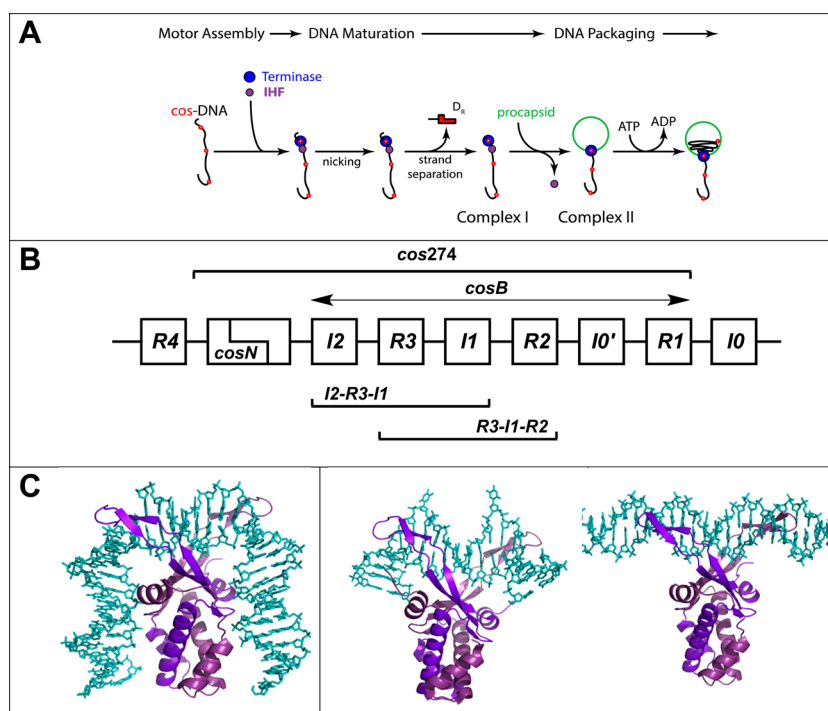 A
Motor Assembly DNA Maturation DNA Packaging
Terminase
IHF
cos-DNA
D_R
procapsid
ATP ADP
nicking
strand
separation
Complex I Complex II
B
cos274
cosB
R4 cosN I2 R3 I1 R2 I0' R1 I0
I2-R3-I1
R3-I1-R2
C